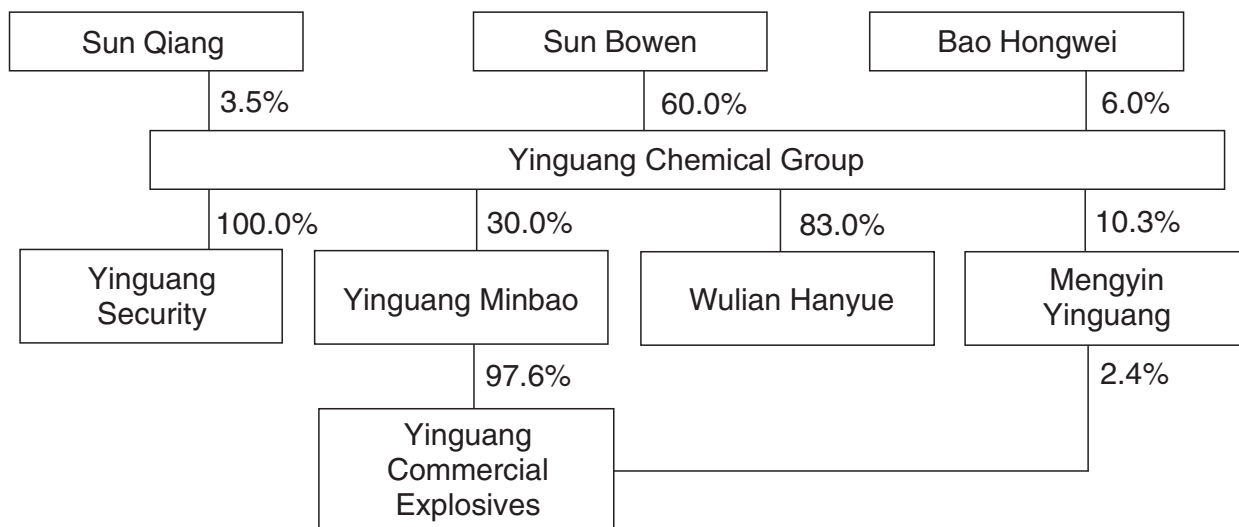 Sun Qiang
Sun Bowen
Bao Hongwei
3.5%
60.0%
6.0%
Yinguang Chemical Group
100.0%
30.0%
83.0%
10.3%
Yinguang
Security
Yinguang Minbao
Wulian Hanyue
Mengyin
Yinguang
97.6%
2.4%
Yinguang
Commercial
Explosives